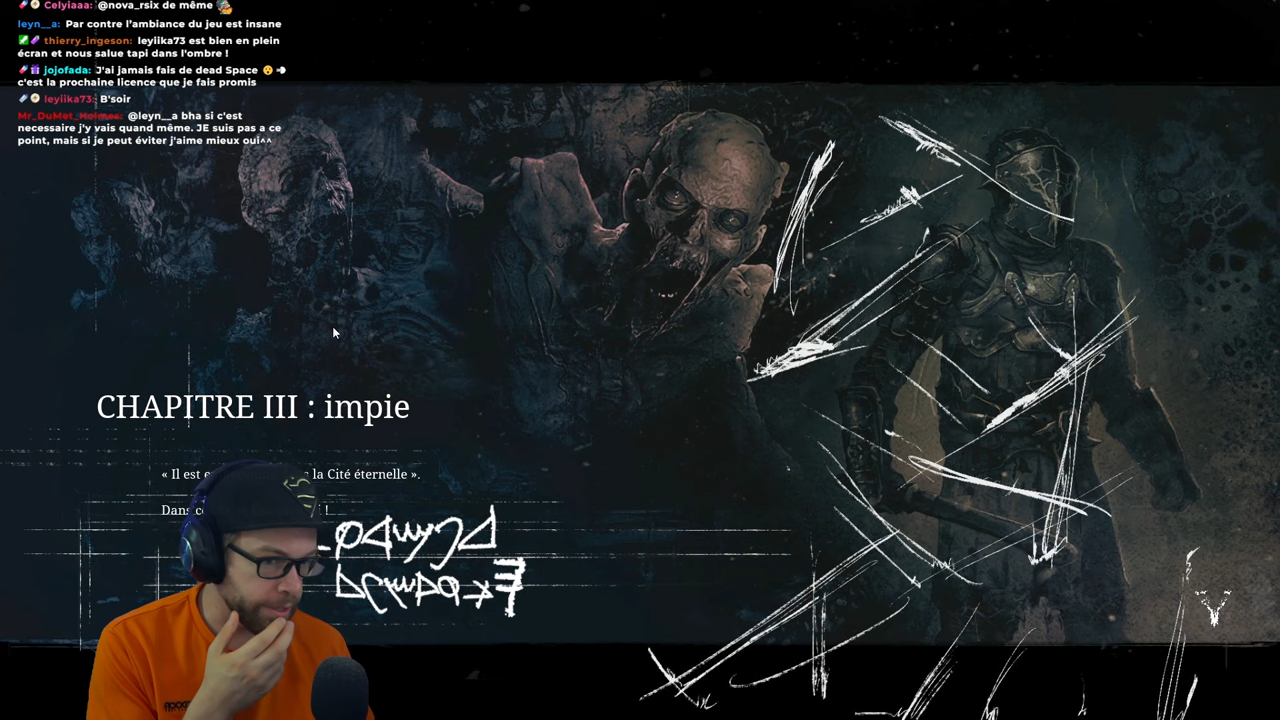 Celyiaaa: @nova_rsix de même
leyn__a: Par contre l'ambiance du jeu est insane
thierry_ingeson: leyiika73 est bien en plein
écran et nous salue tapi dans l'ombre !
jojofada: J'ai jamais fais de dead Space
c'est la prochaine licence que je fais promis
leyiika73: B'soir
Mr_DuMet_Holmes: @leyn__a bha si c'est
necessaire j'y vais quand même. JE suis pas a ce
point, mais si je peut éviter j'aime mieux oui^^
CHAPITRE III : impie
« Il est la Cité éternelle ».
Dans !